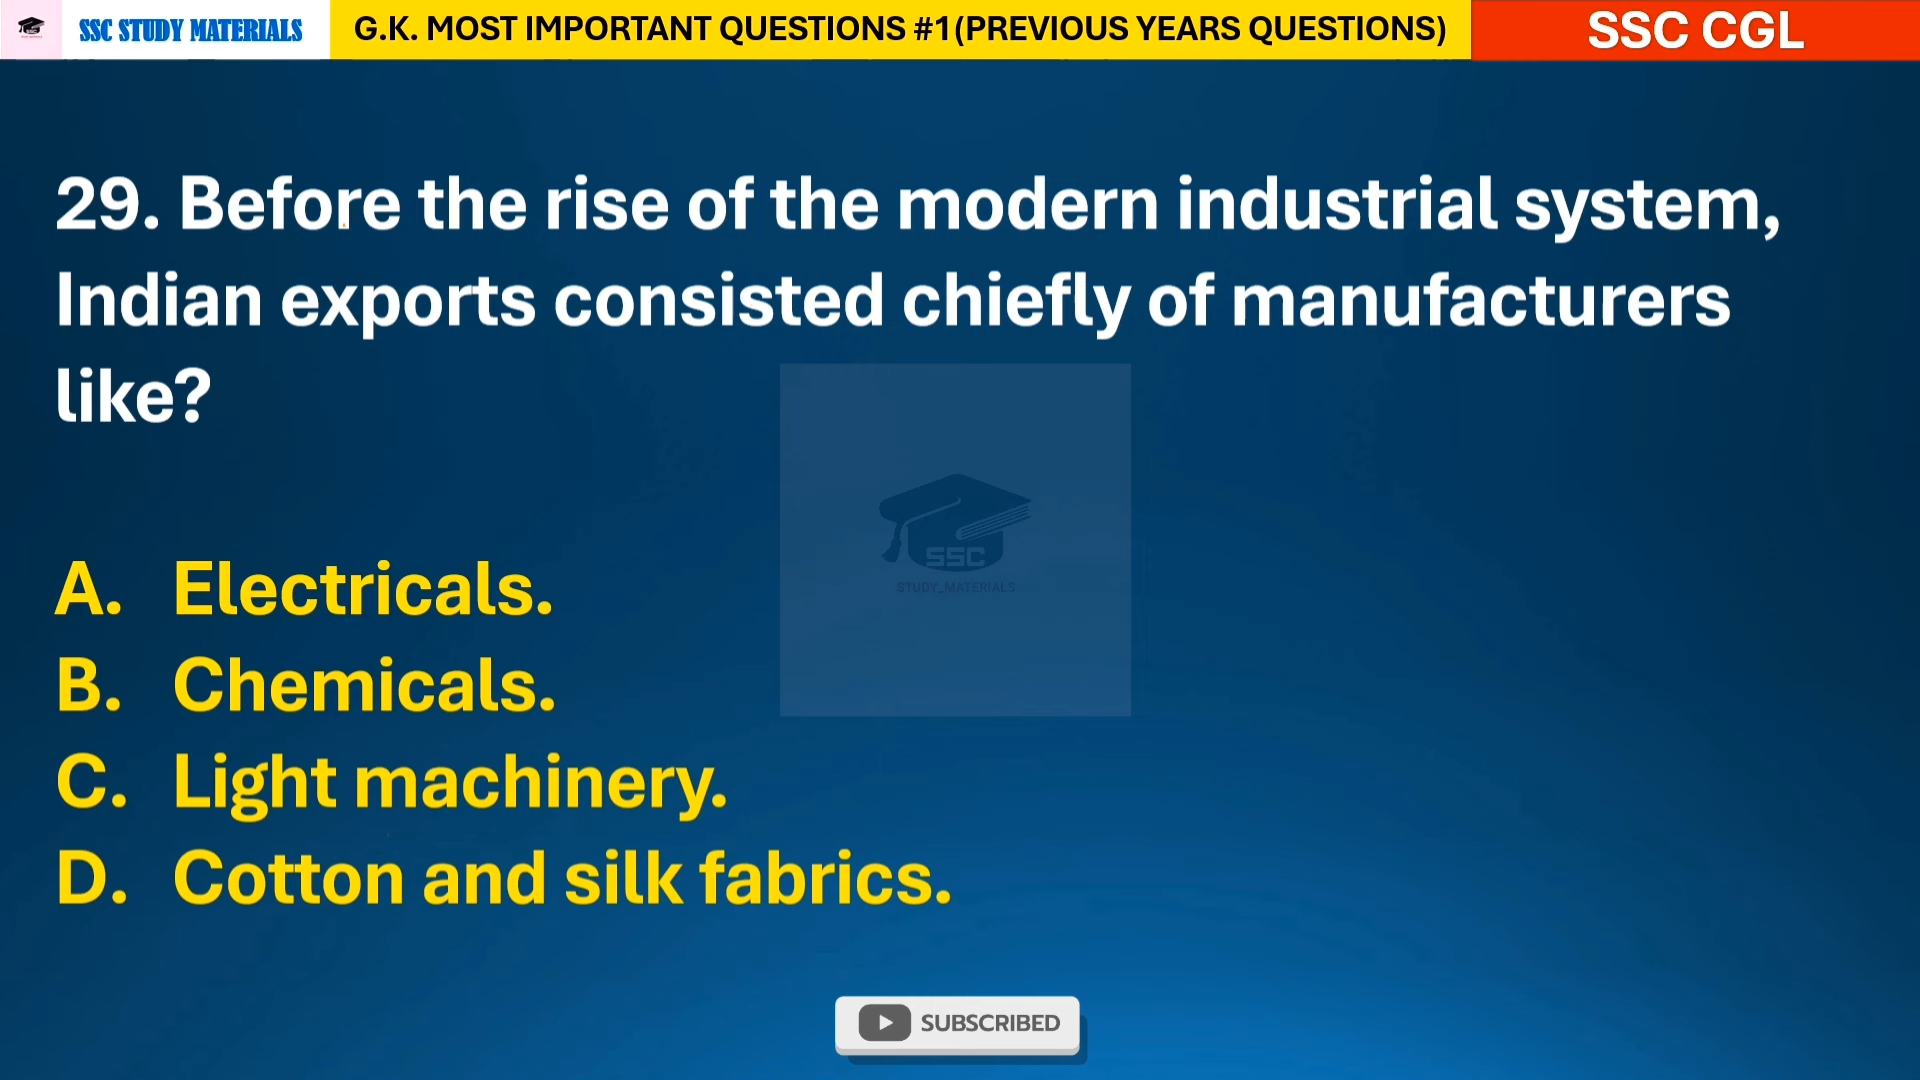 SSC STUDY MATERIALS
G.K. MOST IMPORTANT QUESTIONS #1(PREVIOUS YEARS QUESTIONS)
SSC CGL
29. Before the rise of the modern industrial system,
Indian exports consisted chiefly of manufacturers
like?
SSC
STUDY_MATERIALS
A. Electricals.
B. Chemicals.
C. Light machinery.
D. Cotton and silk fabrics.
SUBSCRIBED